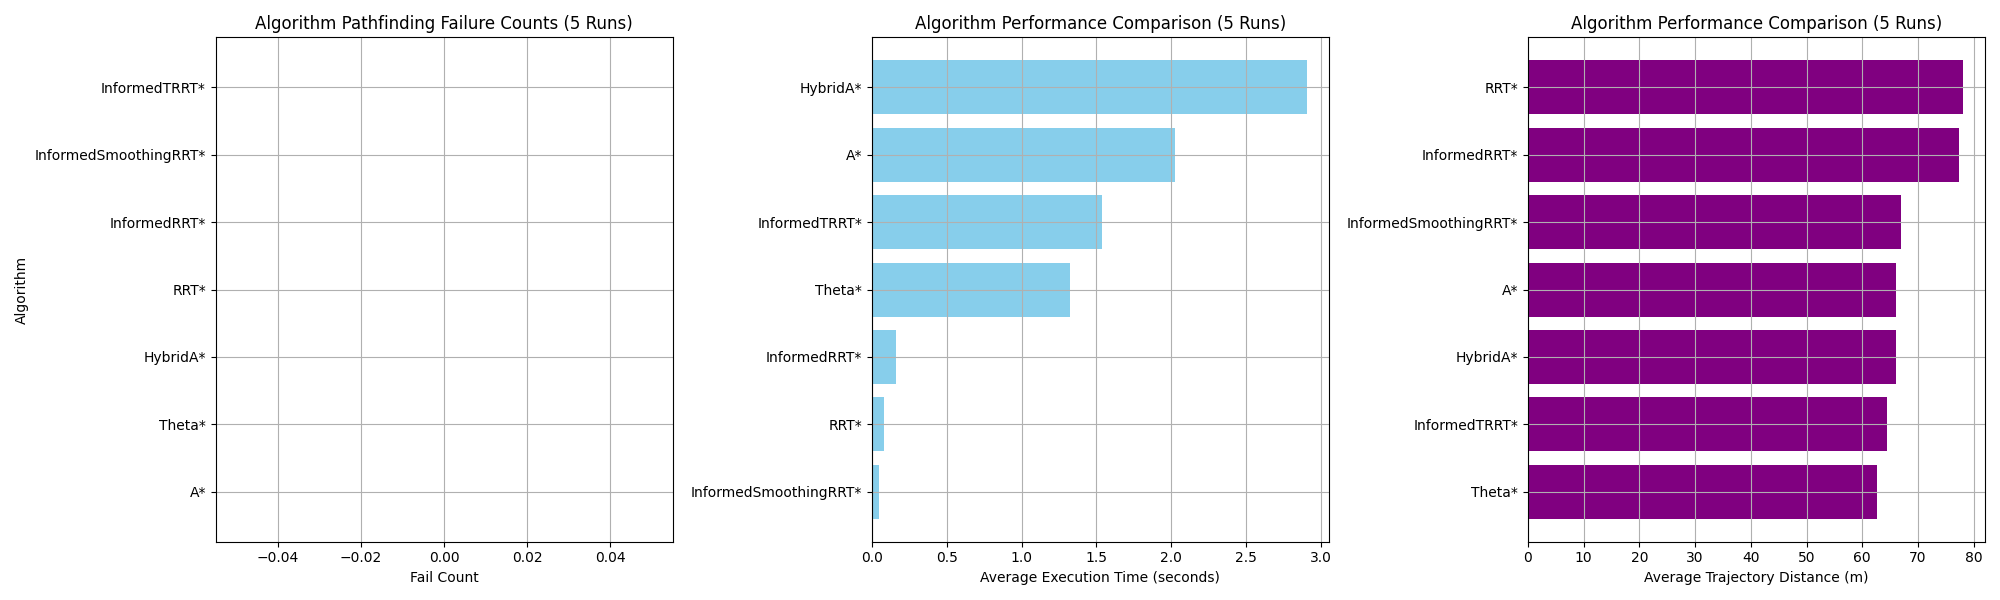 Algorithm Pathfinding Failure Counts (5 Runs)
Algorithm
InformedTRRT*
InformedSmoothingRRT*
InformedRRT*
RRT*
HybridA*
Theta*
A*
−0.04 −0.02 0.00 0.02 0.04
Fail Count
Algorithm Performance Comparison (5 Runs)
HybridA*
A*
InformedTRRT*
Theta*
InformedRRT*
RRT*
InformedSmoothingRRT*
0.0 0.5 1.0 1.5 2.0 2.5 3.0
Average Execution Time (seconds)
Algorithm Performance Comparison (5 Runs)
RRT*
InformedRRT*
InformedSmoothingRRT*
A*
HybridA*
InformedTRRT*
Theta*
0 10 20 30 40 50 60 70 80
Average Trajectory Distance (m)